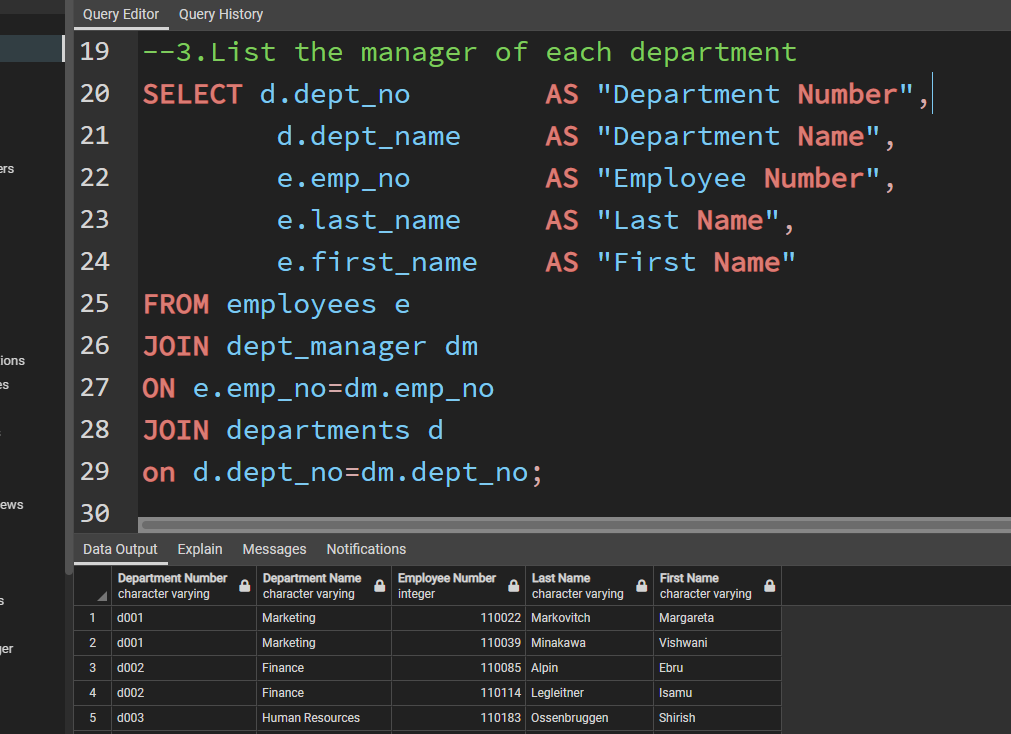 Query Editor Query History
19 --3.List the manager of each department
20 SELECT d.dept_no AS "Department Number",
21 d.dept_name AS "Department Name",
22 e.emp_no AS "Employee Number",
23 e.last_name AS "Last Name",
24 e.first_name AS "First Name"
25 FROM employees e
26 JOIN dept_manager dm
27 ON e.emp_no=dm.emp_no
28 JOIN departments d
29 on d.dept_no=dm.dept_no;
30
ers
ions
es
ews
s
ger
Data Output Explain Messages Notifications
Department Number Department Name Employee Number Last Name First Name
character varying character varying integer character varying character varying
1 d001 Marketing 110022 Markovitch Margareta
2 d001 Marketing 110039 Minakawa Vishwani
3 d002 Finance 110085 Alpin Ebru
4 d002 Finance 110114 Legleitner Isamu
5 d003 Human Resources 110183 Ossenbruggen Shirish